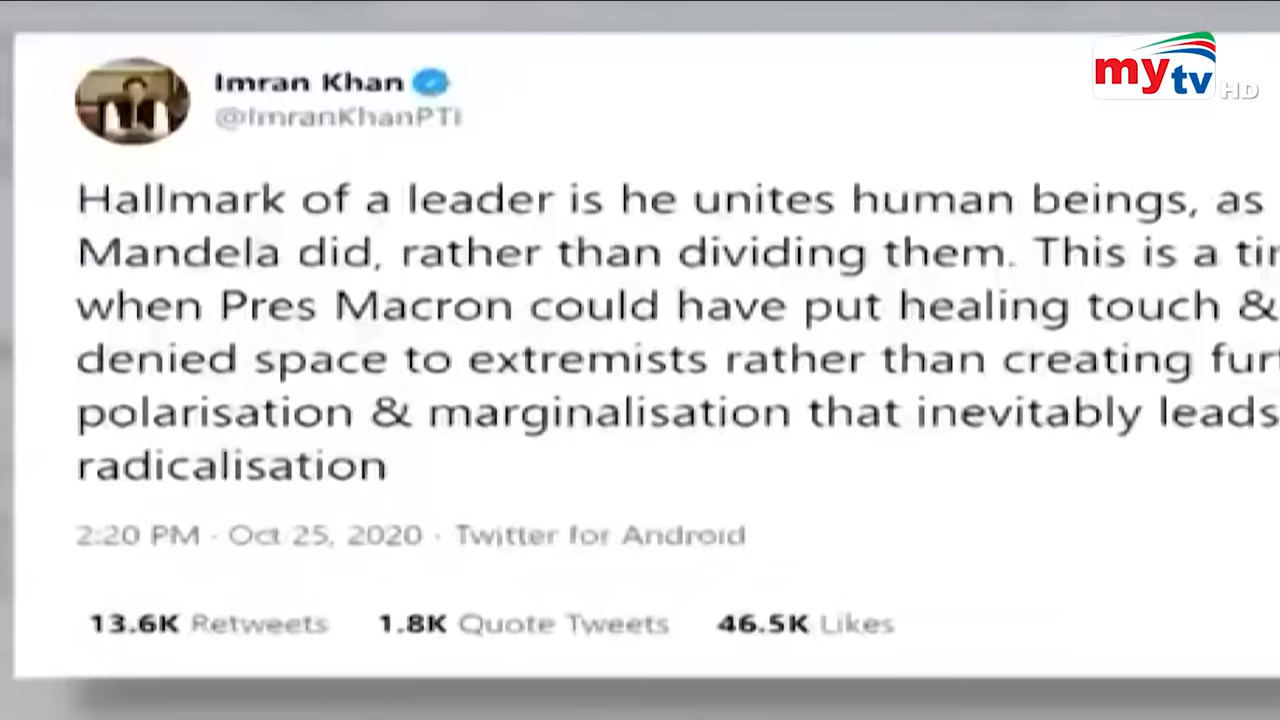 mytv HD
Imran Khan
@ImranKhanPTI
Hallmark of a leader is he unites human beings, as
Mandela did, rather than dividing them. This is a
when Pres Macron could have put healing touch &
denied space to extremists rather than creating
polarisation & marginalisation that inevitably leads
radicalisation
2:20 PM · Oct 25, 2020 · Twitter for Android
13.6K Retweets 1.8K Quote Tweets 46.5K Likes